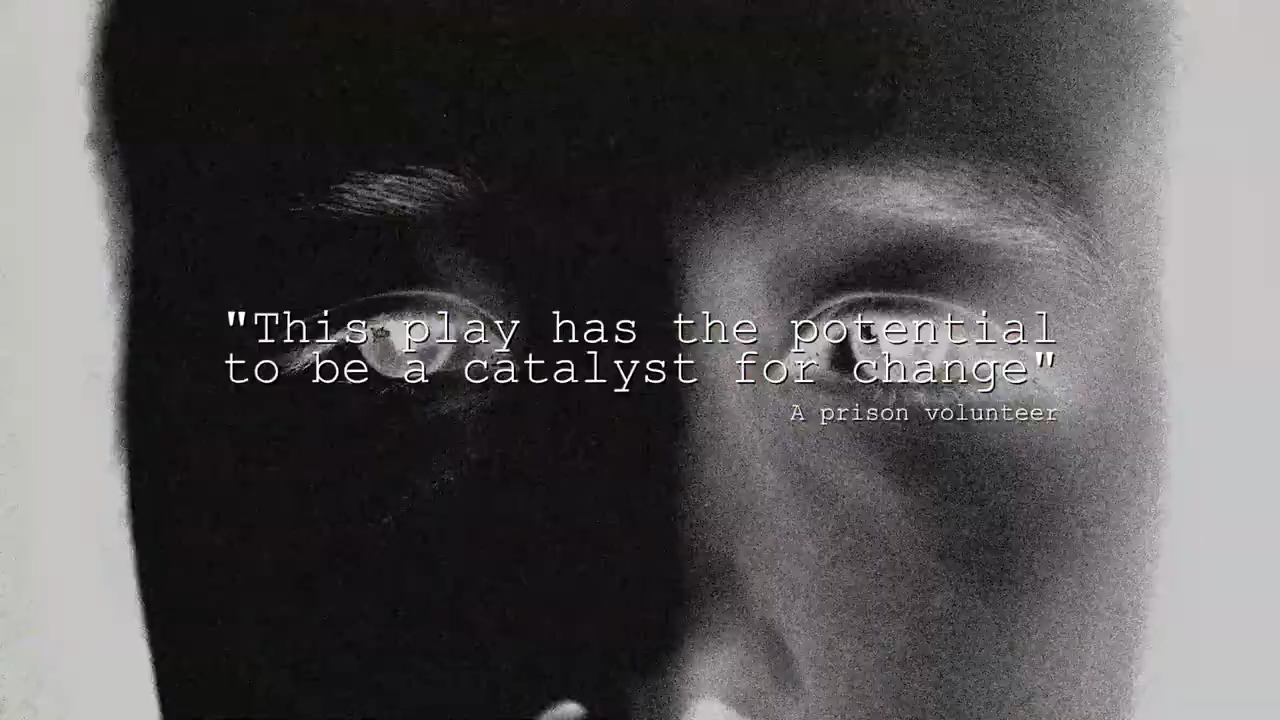 "This play has the potential
to be a catalyst for change"
A prison volunteer